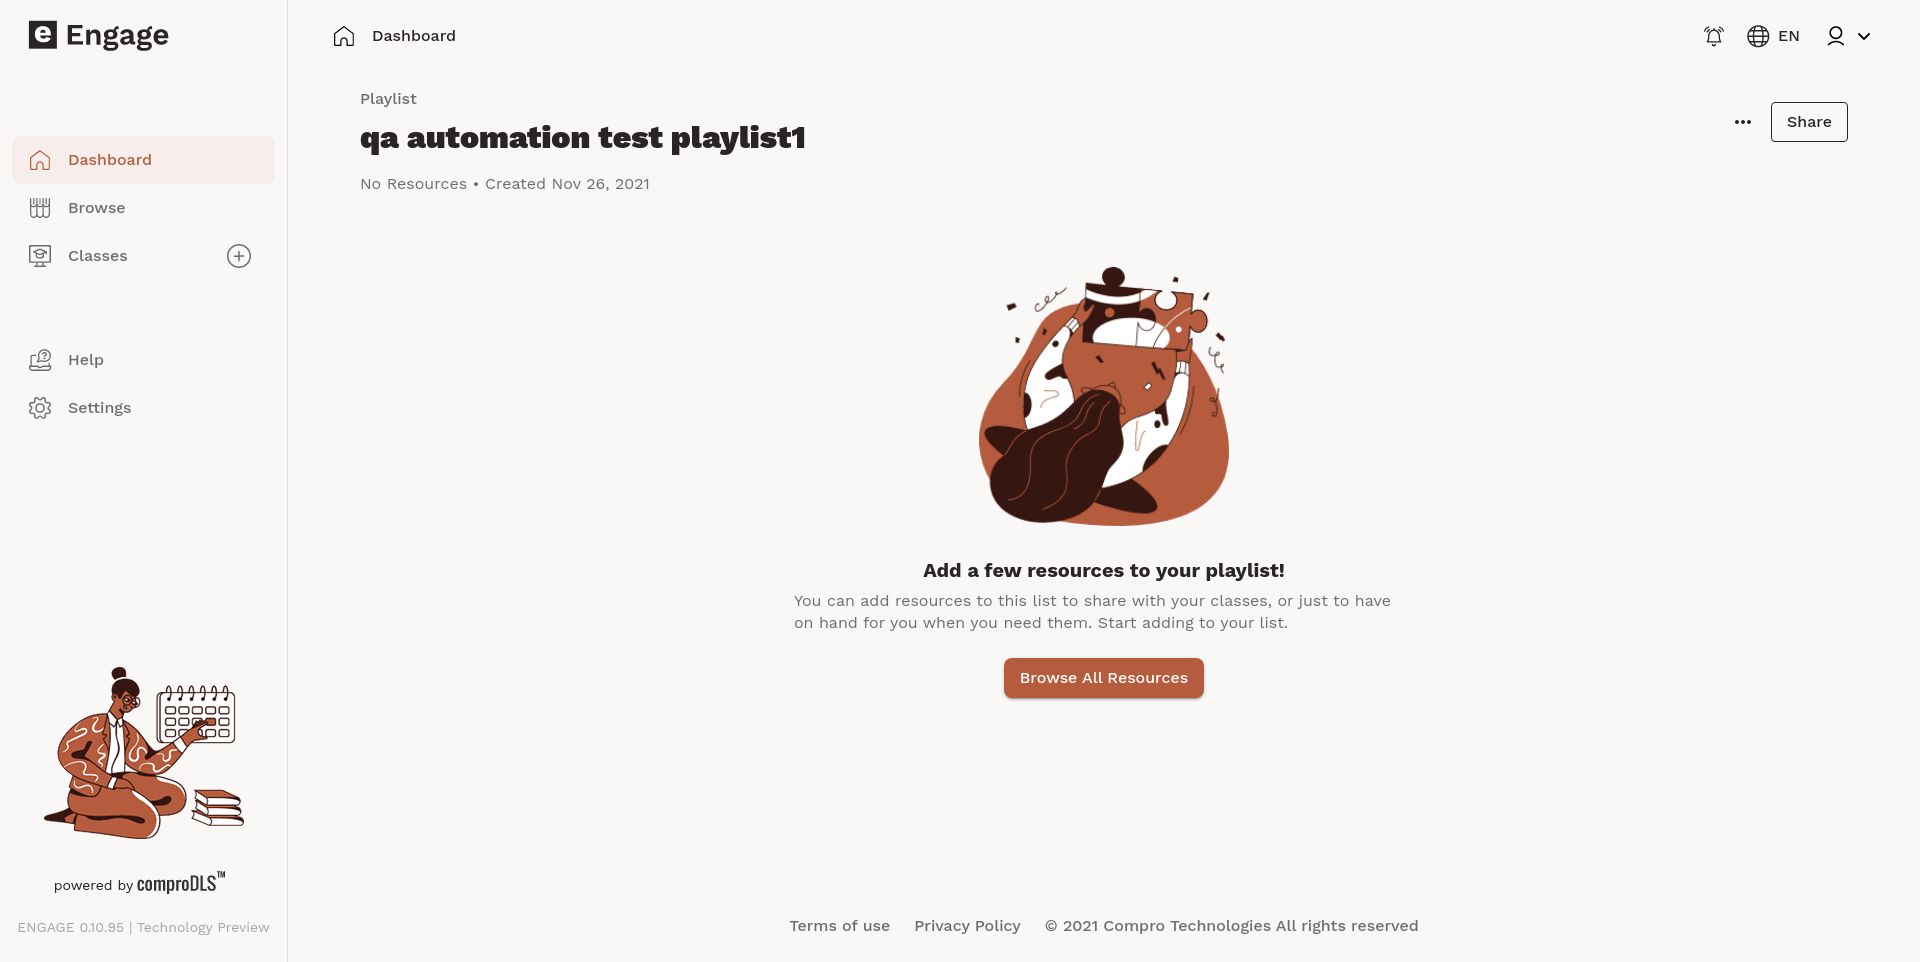 e Engage
Dashboard
Browse
Classes
Help
Settings
powered by comproDLS™
ENGAGE 0.10.95 | Technology Preview
Dashboard
EN
Playlist
qa automation test playlist1
Share
No Resources • Created Nov 26, 2021
Add a few resources to your playlist!
You can add resources to this list to share with your classes, or just to have
on hand for you when you need them. Start adding to your list.
Browse All Resources
Terms of use Privacy Policy © 2021 Compro Technologies All rights reserved